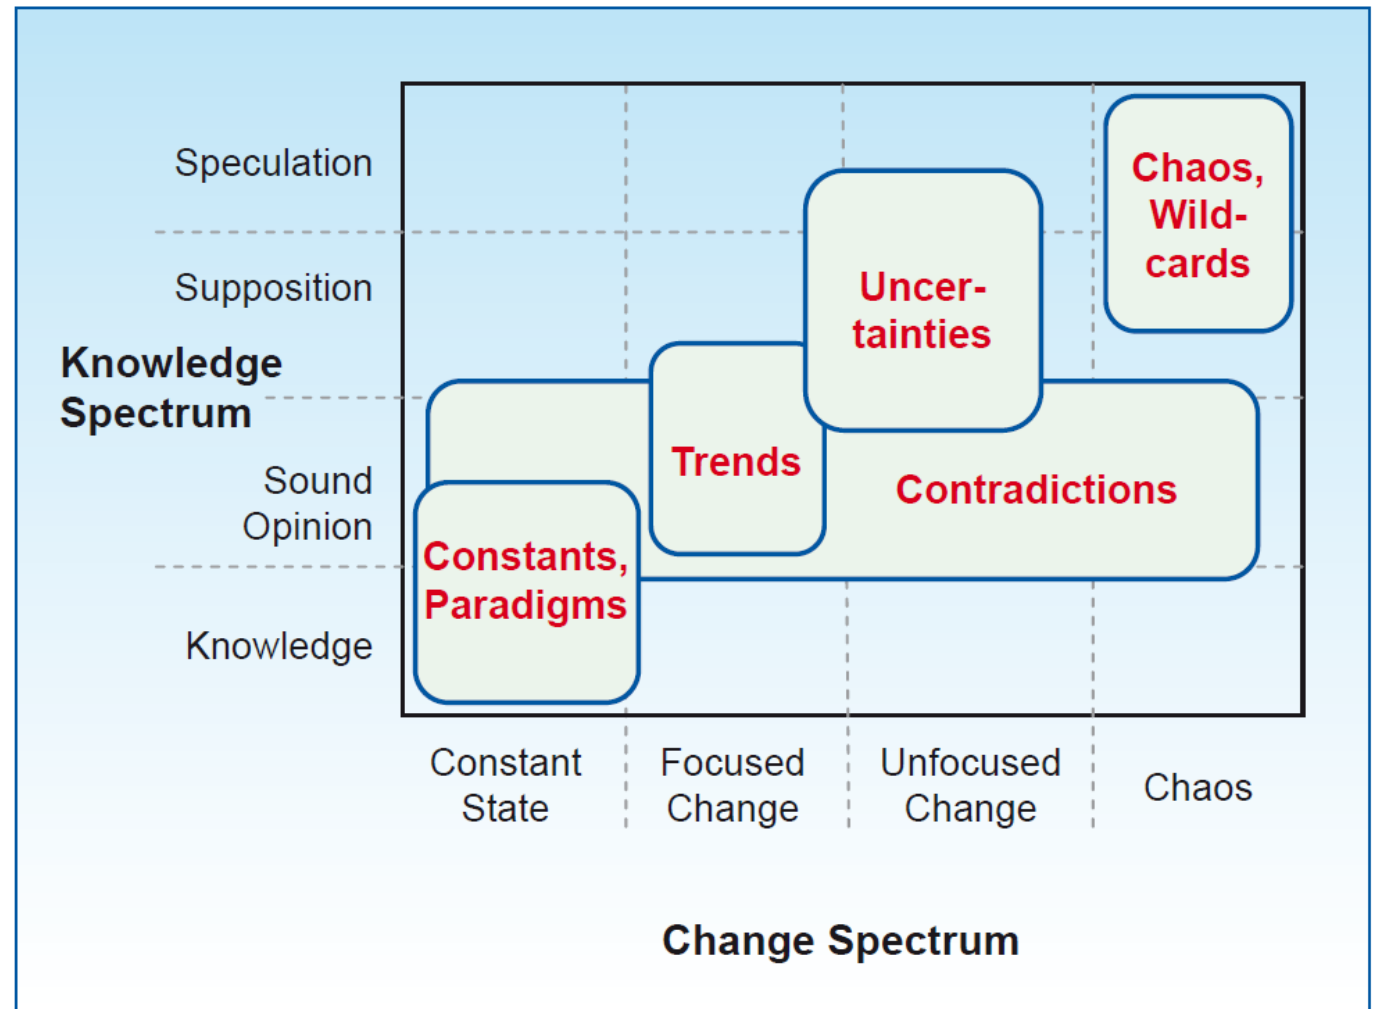 Speculation
Supposition
Knowledge
Spectrum
Sound
Opinion
Knowledge
Chaos,
Wild-
cards
Uncer-
tainties
Trends
Contradictions
Constants,
Paradigms
Constant
State
Focused
Change
Unfocused
Change
Chaos
Change Spectrum